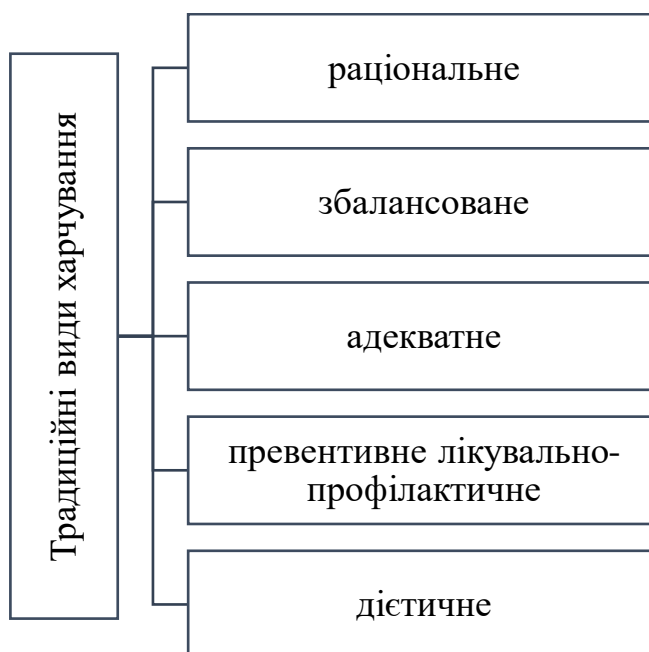 Традиційні види харчування
раціональне
збалансоване
адекватне
превентивне лікувально-
профілактичне
дієтичне